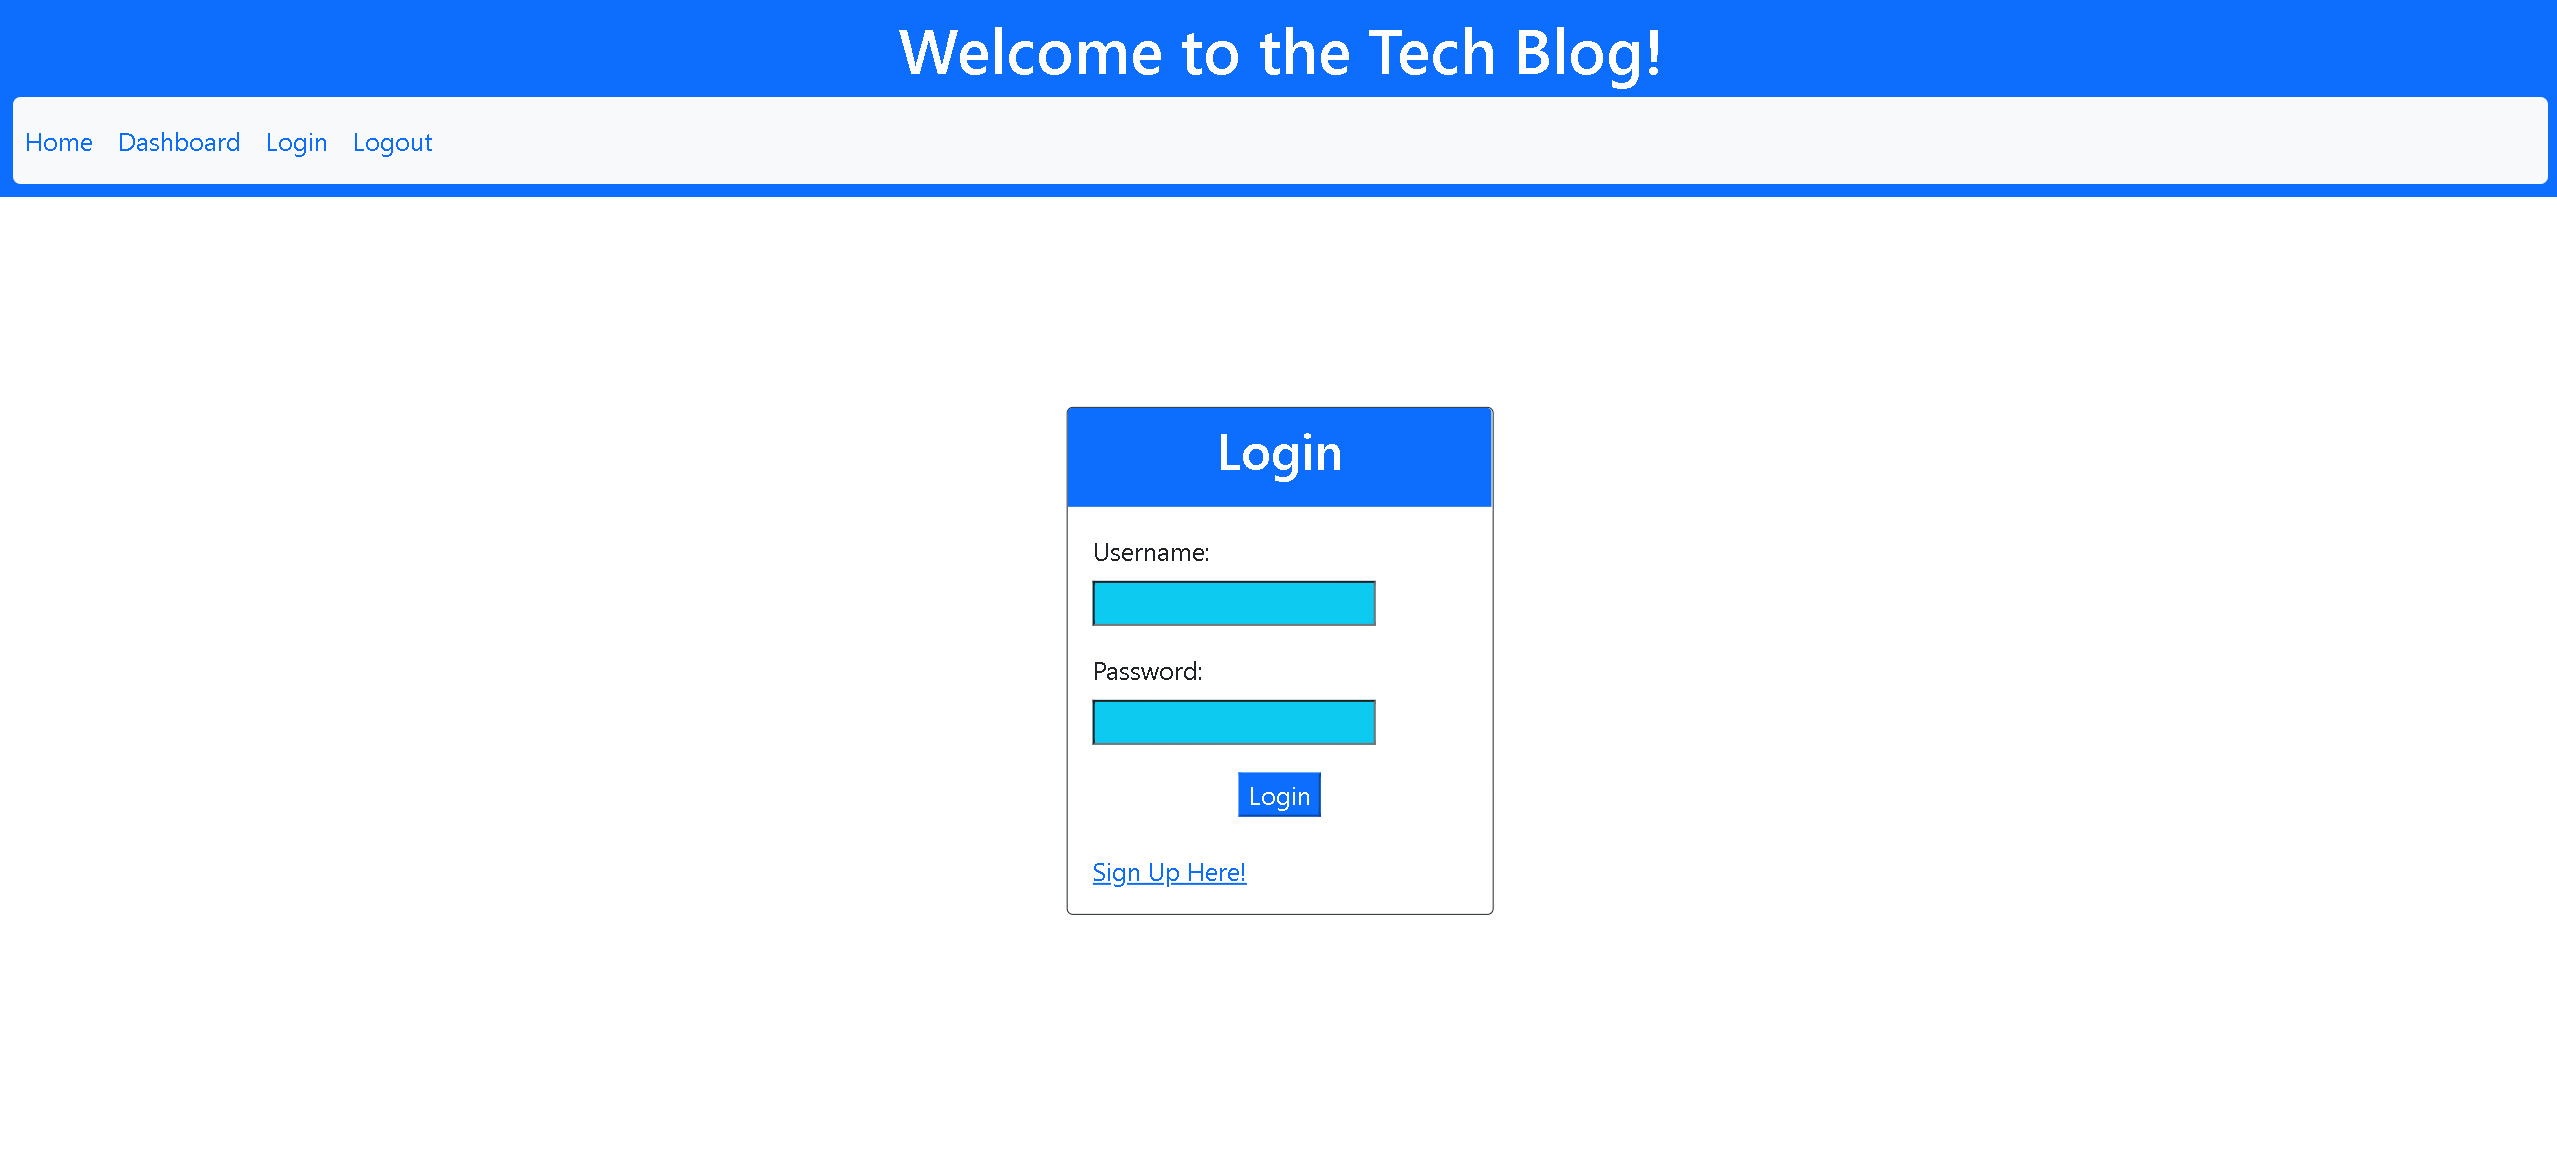 Welcome to the Tech Blog!
Home Dashboard Login Logout
Login
Username:
Password:
Login
Sign Up Here!